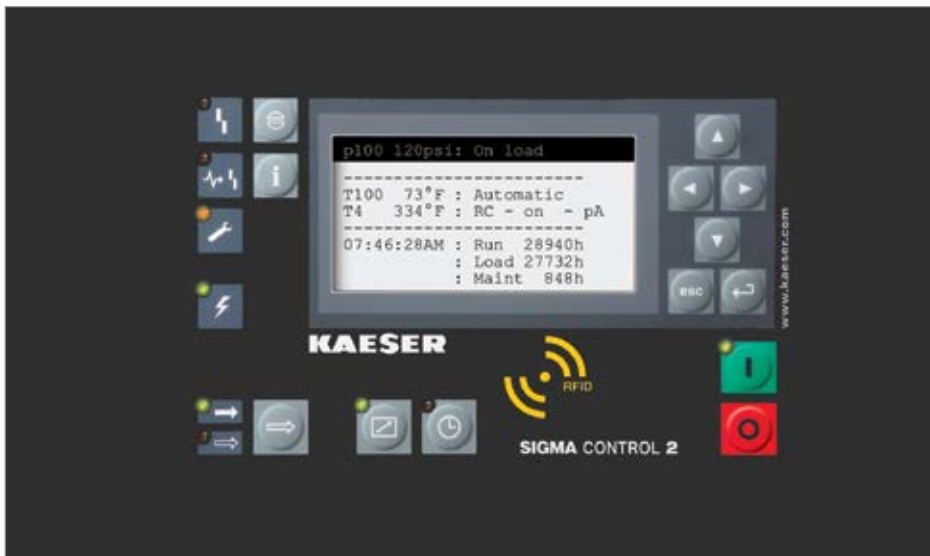 p100 120psi: On load
------------------------
T100 73°F : Automatic
T4 334°F : RC - on - pA
------------------------
07:46:28AM : Run 28940h
: Load 27732h
: Maint 848h
i
esc
www.kaeser.com
KAESER
RFID
I
O
SIGMA CONTROL 2